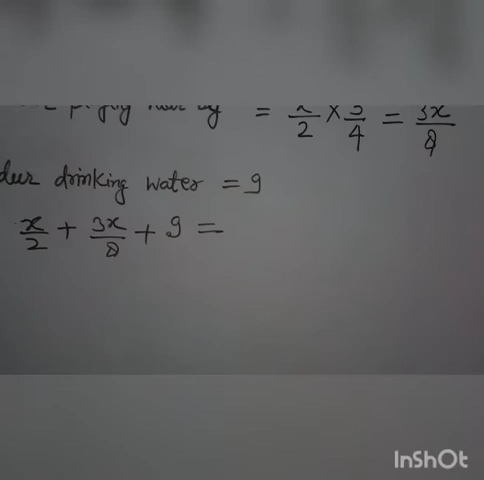 = x/2 × 3/4 = 3x/8
drinking water = 9
x/2 + 3x/8 + 9 =
InShOt